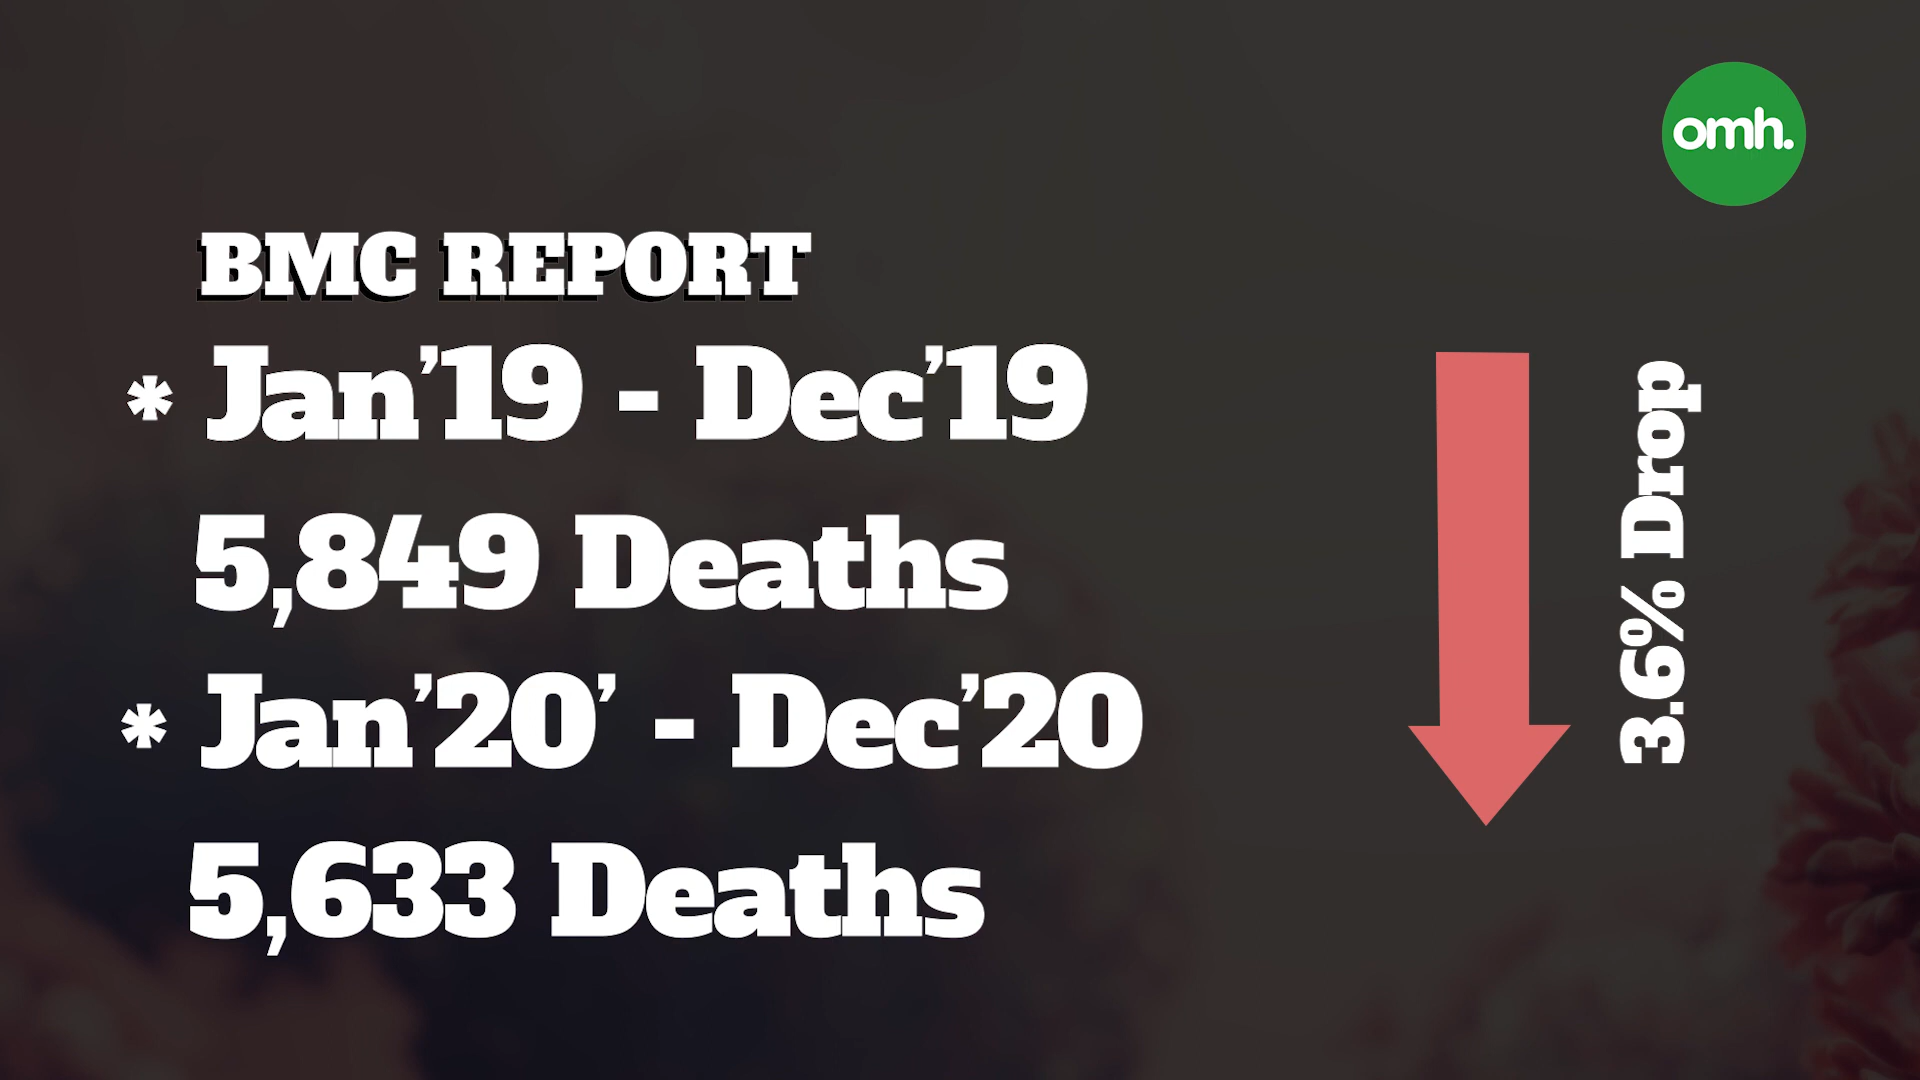 omh.
BMC REPORT
* Jan’19 - Dec’19
5,849 Deaths
* Jan’20’ - Dec’20
5,633 Deaths
3.6% Drop